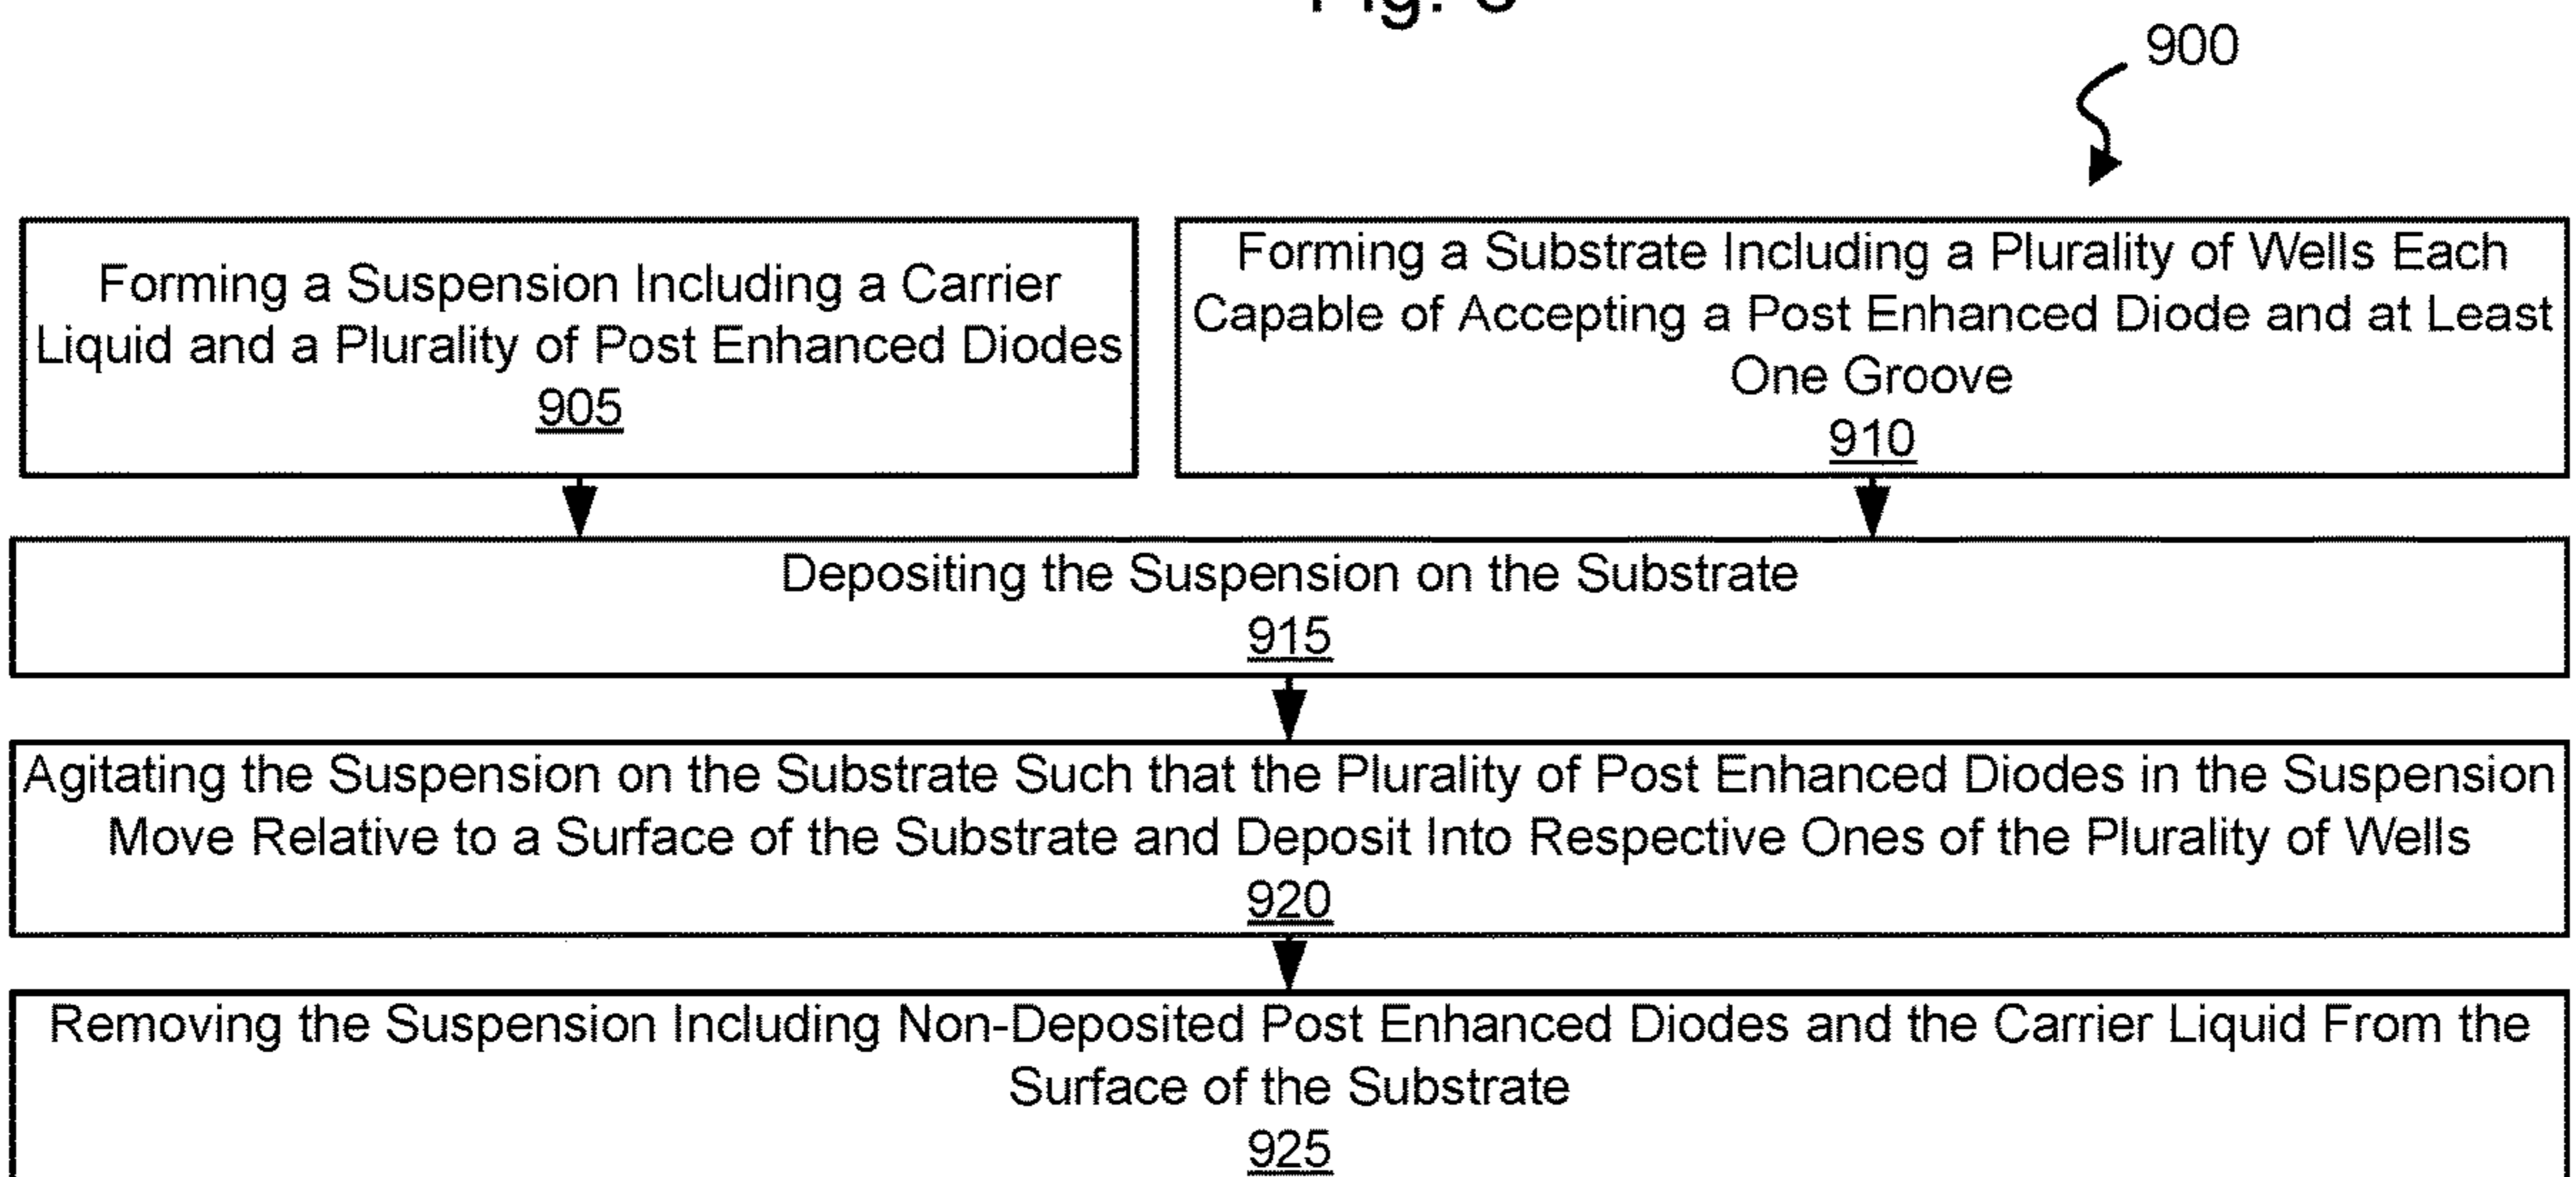 900
Forming a Suspension Including a Carrier
Liquid and a Plurality of Post Enhanced Diodes
905
Forming a Substrate Including a Plurality of Wells Each
Capable of Accepting a Post Enhanced Diode and at Least
One Groove
910
Depositing the Suspension on the Substrate
915
Agitating the Suspension on the Substrate Such that the Plurality of Post Enhanced Diodes in the Suspension
Move Relative to a Surface of the Substrate and Deposit Into Respective Ones of the Plurality of Wells
920
Removing the Suspension Including Non-Deposited Post Enhanced Diodes and the Carrier Liquid From the
Surface of the Substrate
925